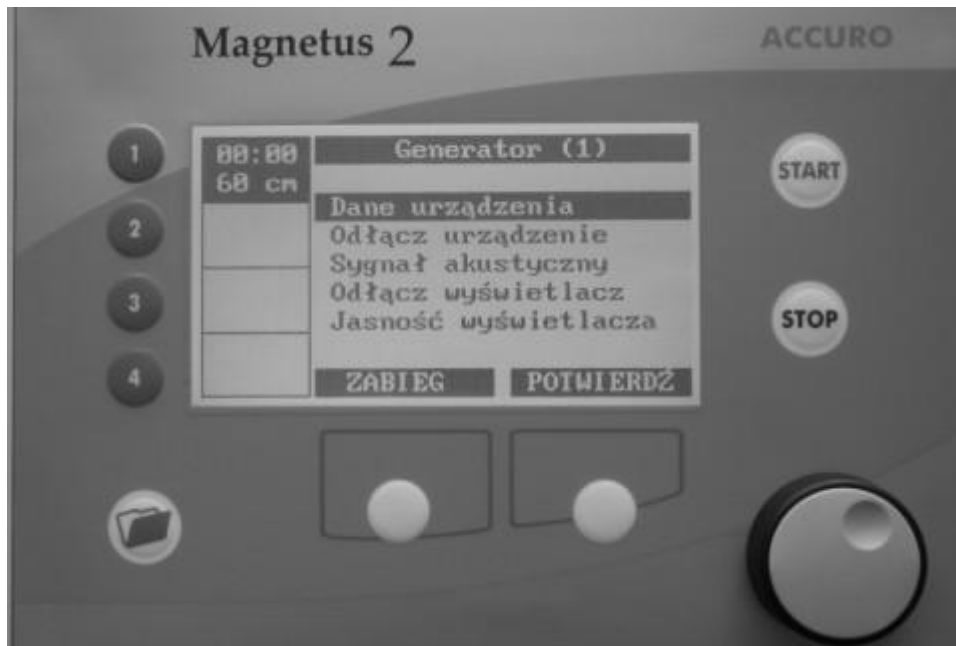 Magnetus 2
ACCURO
1
00:00
60 cm
Generator (1)
START
Dane urządzenia
2
Odłącz urządzenie
Sygnał akustyczny
Odłącz wyświetlacz
3
STOP
Jasność wyświetlacza
4
ZABIEG
POTWIERDŹ